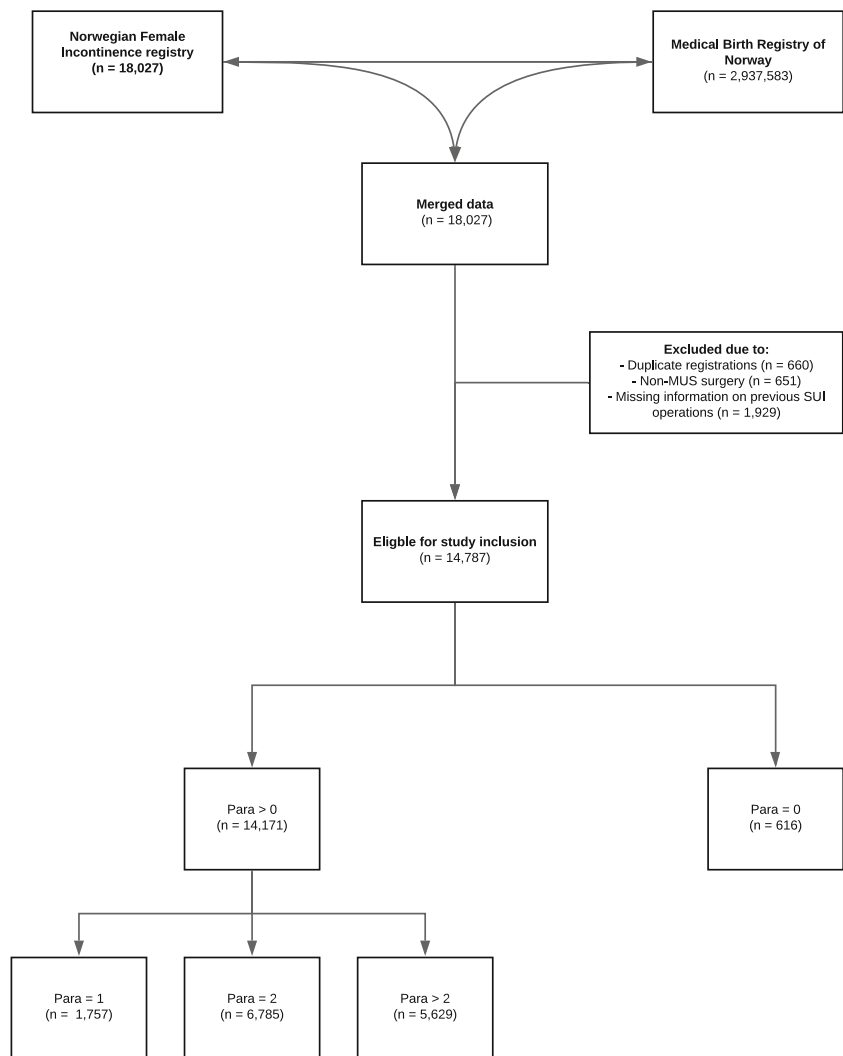 Norwegian Female
Incontinence registry
(n = 18,027)
Medical Birth Registry of
Norway
(n = 2,937,583)
Merged data
(n = 18,027)
Excluded due to:
- Duplicate registrations (n = 660)
- Non-MUS surgery (n = 651)
- Missing information on previous SUI
operations (n = 1,929)
Eligble for study inclusion
(n = 14,787)
Para > 0
(n = 14,171)
Para = 0
(n = 616)
Para = 1
(n =  1,757)
Para = 2
(n = 6,785)
Para > 2
(n = 5,629)